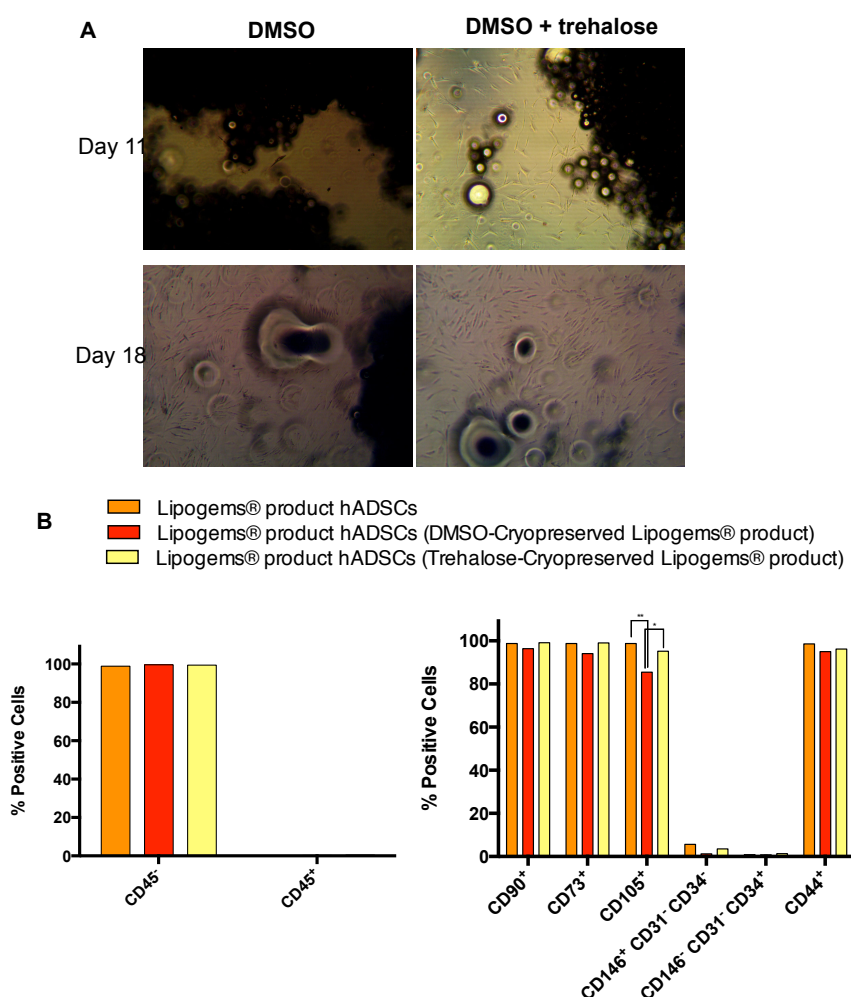 A
DMSO
DMSO + trehalose
Day 11
Day 18
B
Lipogems® product hADSCs
Lipogems® product hADSCs (DMSO-Cryopreserved Lipogems® product)
Lipogems® product hADSCs (Trehalose-Cryopreserved Lipogems® product)
% Positive Cells
100
80
60
40
20
0
CD45⁻
CD45⁺
% Positive Cells
100
80
60
40
20
0
**
*
CD90⁺
CD73⁺
CD105⁺
CD146⁺ CD31⁻ CD34⁻
CD146⁻ CD31⁻ CD34⁺
CD44⁺